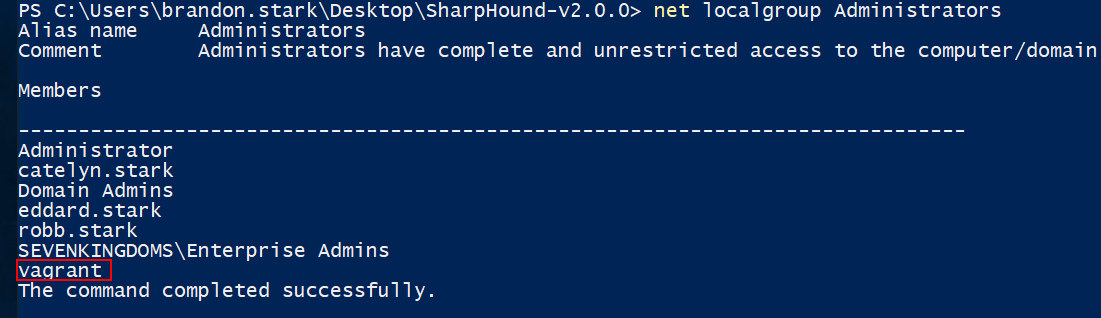 PS C:\Users\brandon.stark\Desktop\SharpHound-v2.0.0> net localgroup Administrators
Alias name     Administrators
Comment        Administrators have complete and unrestricted access to the computer/domain
Members
-------------------------------------------------------------------------------
Administrator
catelyn.stark
Domain Admins
eddard.stark
robb.stark
SEVENKINGDOMS\Enterprise Admins
vagrant
The command completed successfully.